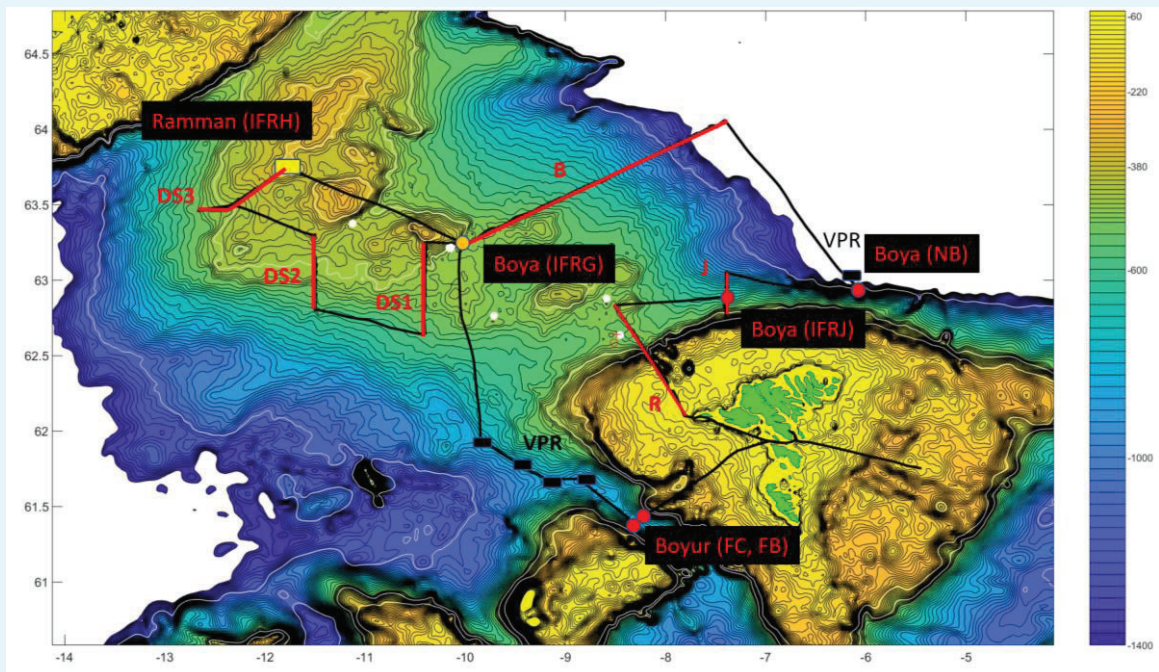 64.5
64
63.5
63
62.5
62
61.5
61
-14
-13
-12
-11
-10
-9
-8
-7
-6
-5
Ramman (IFRH)
DS3
DS2
DS1
B
Boya (IFRG)
VPR
Boya (NB)
J
Boya (IFRJ)
R
VPR
Boyur (FC, FB)
-60
-220
-380
-600
-1000
-1400